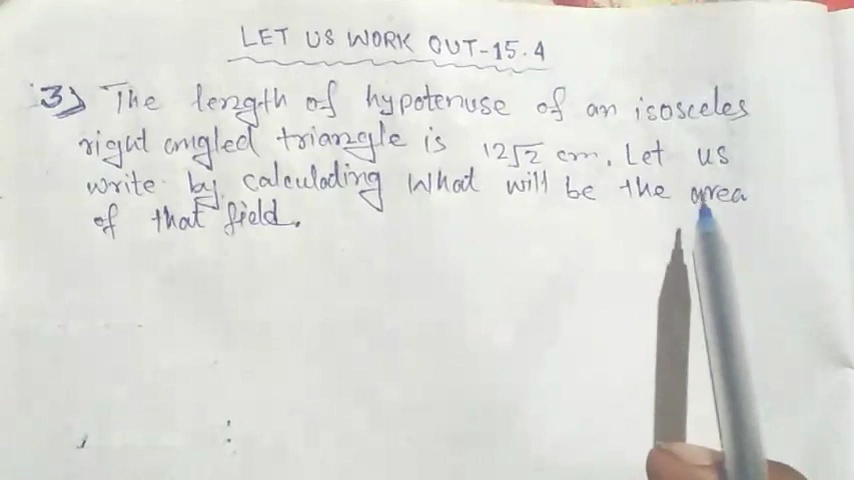 LET US WORK OUT-15.4
3) The length of hypotenuse of an isosceles
right angled triangle is 12√2 cm. Let us
write by calculating What will be the area
of that field.